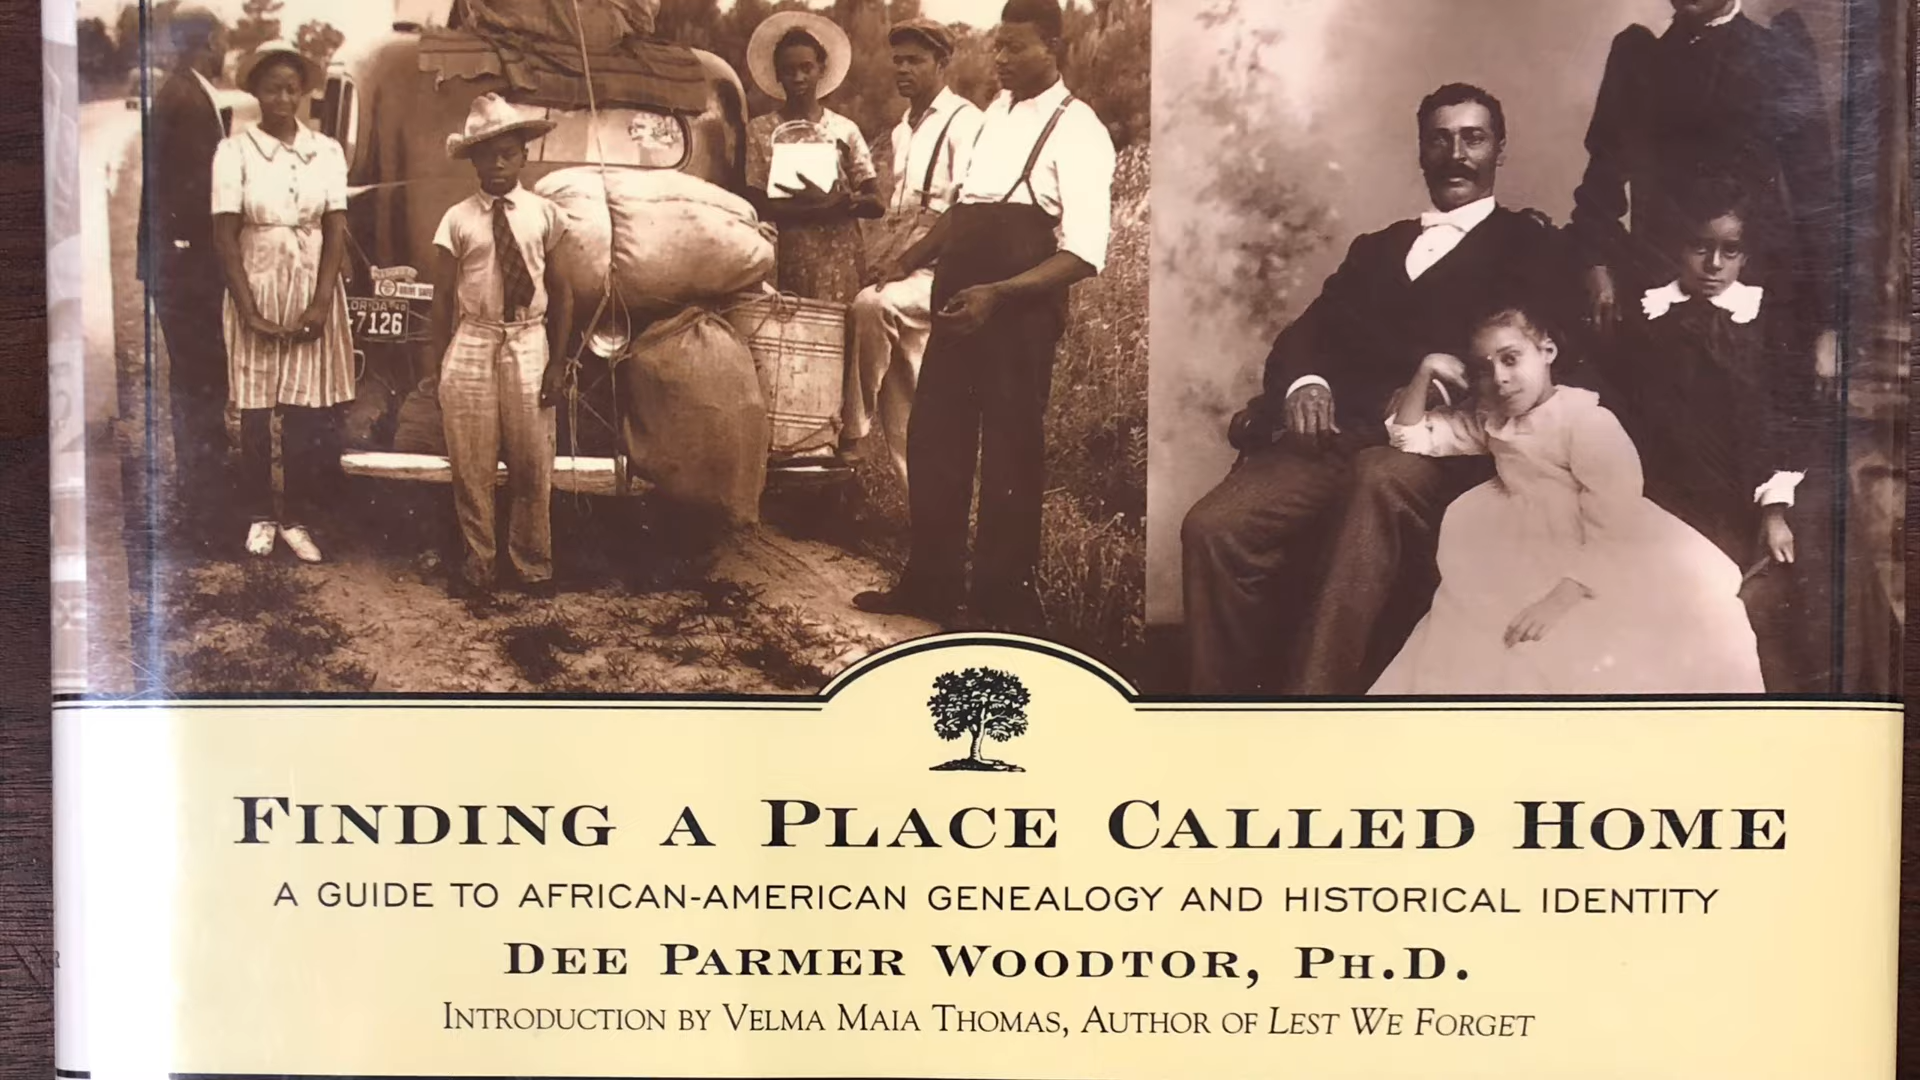 7126
FINDING A PLACE CALLED HOME
A GUIDE TO AFRICAN-AMERICAN GENEALOGY AND HISTORICAL IDENTITY
DEE PARMER WOODTOR, PH.D.
INTRODUCTION BY VELMA MAIA THOMAS, AUTHOR OF LEST WE FORGET